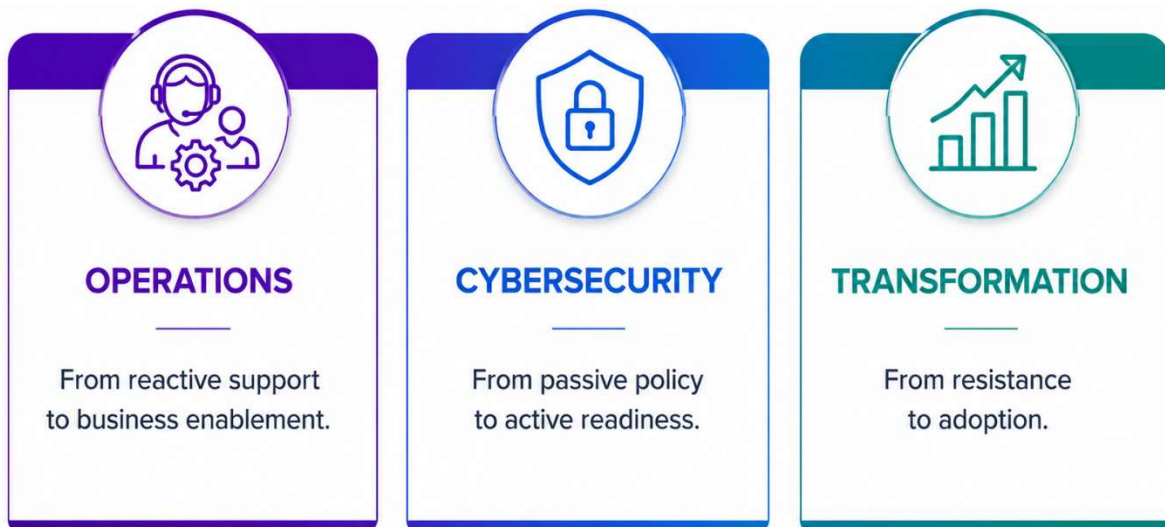 OPERATIONS
From reactive support
to business enablement.
CYBERSECURITY
From passive policy
to active readiness.
TRANSFORMATION
From resistance
to adoption.